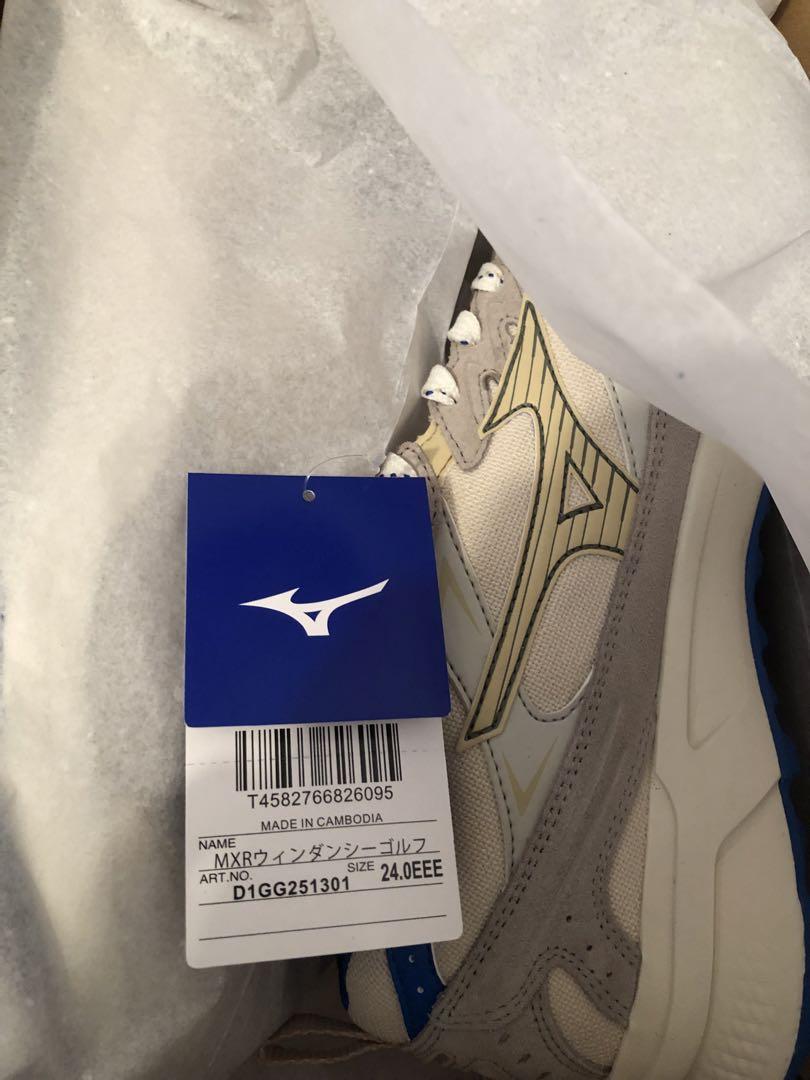 T4582766826095
MADE IN CAMBODIA
NAME
MXRウィンダンシーゴルフ
ART.NO.
D1GG251301
SIZE 24.0EEE